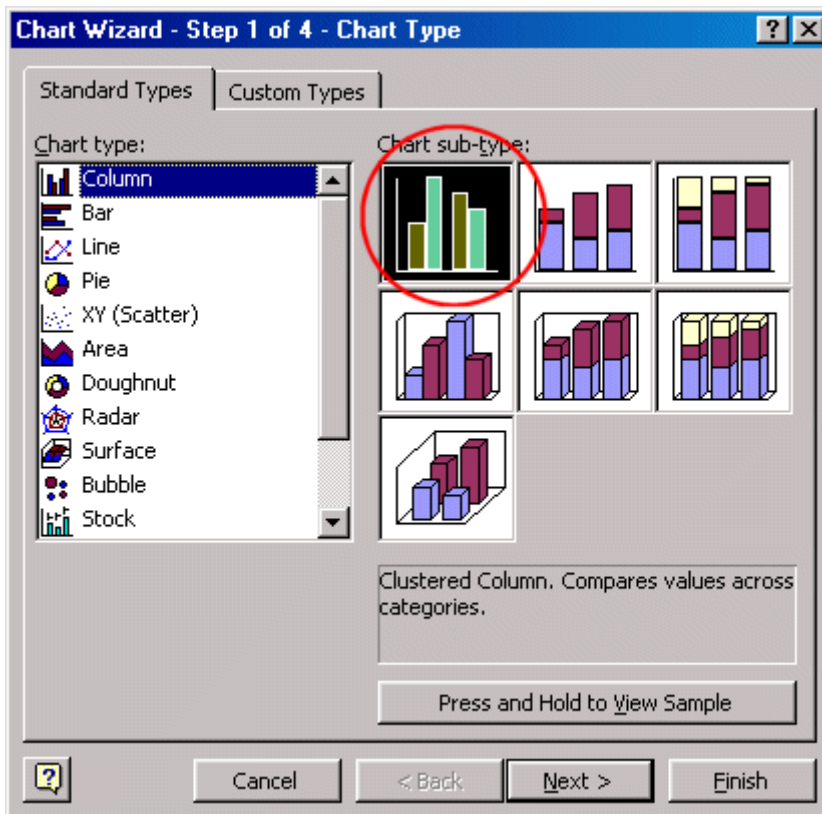 Chart Wizard - Step 1 of 4 - Chart Type
Standard Types
Custom Types
Chart type:
Column
Bar
Line
Pie
XY (Scatter)
Area
Doughnut
Radar
Surface
Bubble
Stock
Chart sub-type:
Clustered Column. Compares values across
categories.
Press and Hold to View Sample
Cancel
< Back
Next >
Finish